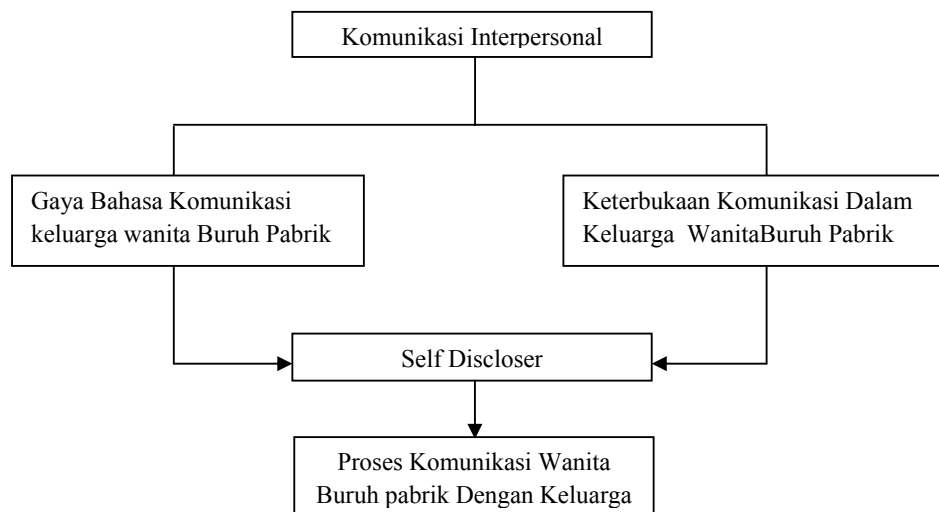 Komunikasi Interpersonal
Gaya Bahasa Komunikasi
keluarga wanita Buruh Pabrik
Keterbukaan Komunikasi Dalam
Keluarga WanitaBuruh Pabrik
Self Discloser
Proses Komunikasi Wanita
Buruh pabrik Dengan Keluarga